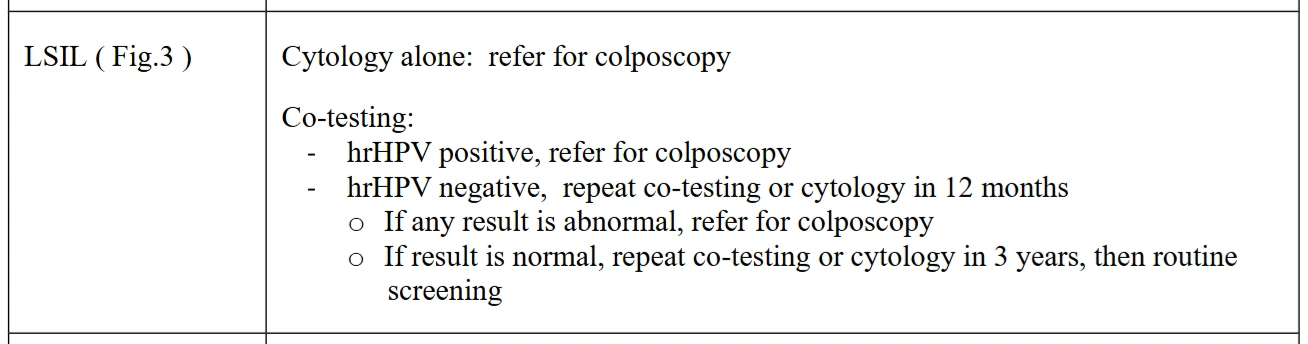 LSIL ( Fig.3 )
Cytology alone:  refer for colposcopy
Co-testing:
-    hrHPV positive, refer for colposcopy
-    hrHPV negative,  repeat co-testing or cytology in 12 months
o  If any result is abnormal, refer for colposcopy
o  If result is normal, repeat co-testing or cytology in 3 years, then routine
screening